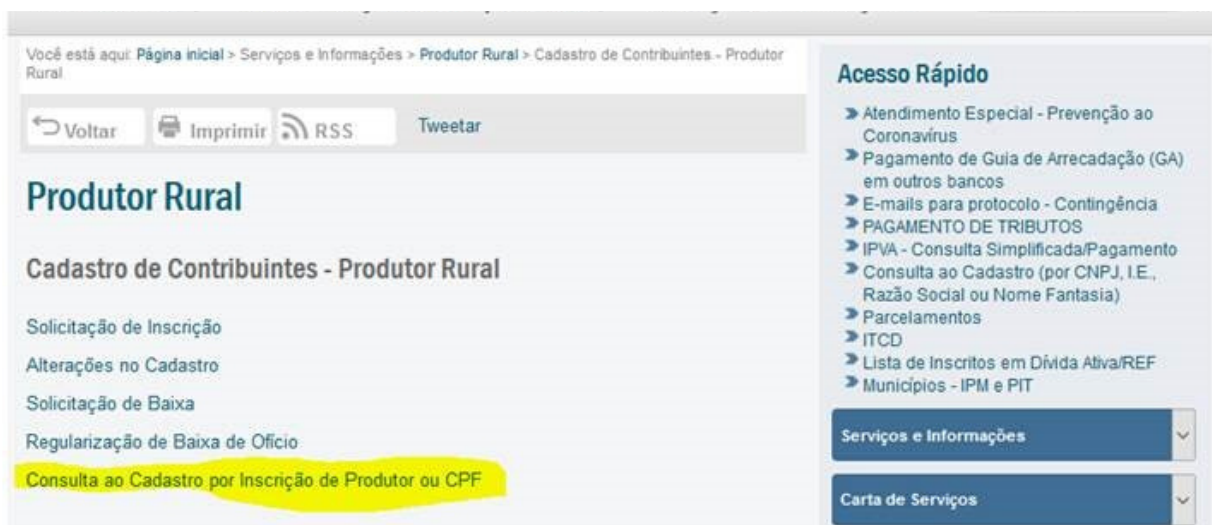 Você está aqui: Página inicial > Serviços e Informações > Produtor Rural > Cadastro de Contribuintes - Produtor
Rural
Voltar Imprimir RSS Tweetar
Produtor Rural
Cadastro de Contribuintes - Produtor Rural
Solicitação de Inscrição
Alterações no Cadastro
Solicitação de Baixa
Regularização de Baixa de Ofício
Consulta ao Cadastro por Inscrição de Produtor ou CPF
Acesso Rápido
Atendimento Especial - Prevenção ao
Coronavírus
Pagamento de Guia de Arrecadação (GA)
em outros bancos
E-mails para protocolo - Contingência
PAGAMENTO DE TRIBUTOS
IPVA - Consulta Simplificada/Pagamento
Consulta ao Cadastro (por CNPJ, I.E.,
Razão Social ou Nome Fantasia)
Parcelamentos
ITCD
Lista de Inscritos em Dívida Ativa/REF
Municípios - IPM e PIT
Serviços e Informações
Carta de Serviços